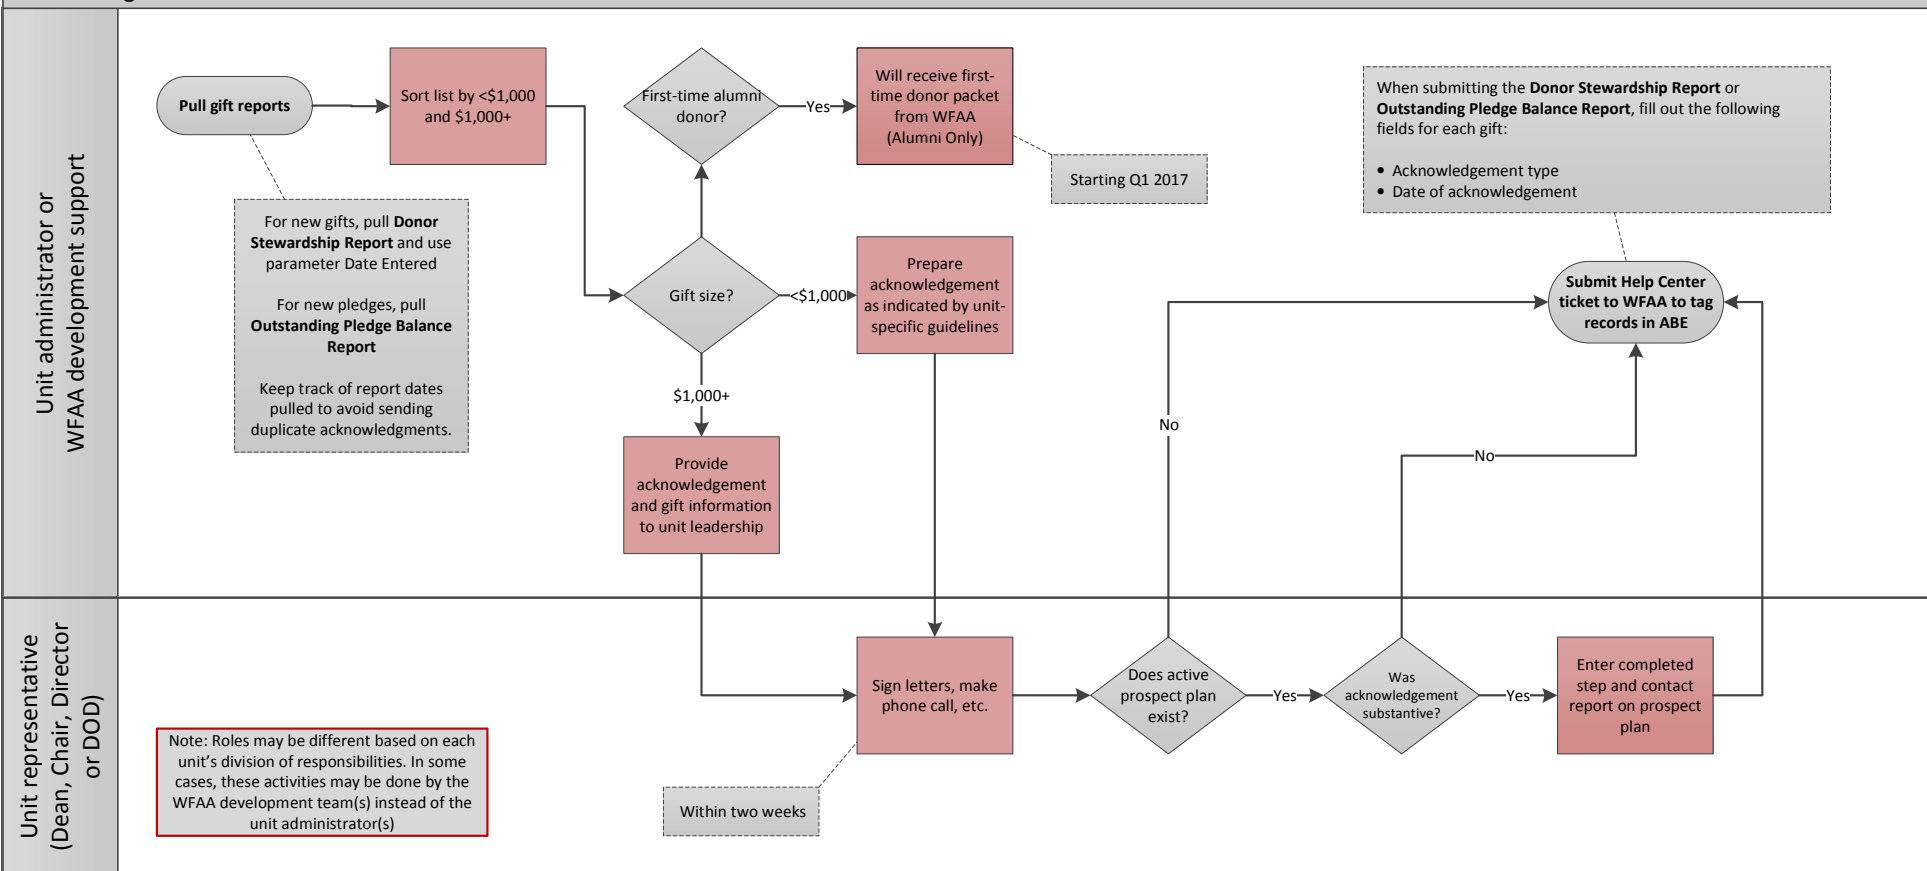 Unit administrator or
WFAA development support
Pull gift reports
Sort list by <$1,000
and $1,000+
First-time alumni
donor?
Yes
Will receive first-
time donor packet
from WFAA
(Alumni Only)
Starting Q1 2017
When submitting the Donor Stewardship Report or
Outstanding Pledge Balance Report, fill out the following
fields for each gift:
• Acknowledgement type
• Date of acknowledgement
For new gifts, pull Donor
Stewardship Report and use
parameter Date Entered
For new pledges, pull
Outstanding Pledge Balance
Report
Keep track of report dates
pulled to avoid sending
duplicate acknowledgments.
Gift size?
<$1,000
Prepare
acknowledgement
as indicated by unit-
specific guidelines
Submit Help Center
ticket to WFAA to tag
records in ABE
$1,000+
No
No
Provide
acknowledgement
and gift information
to unit leadership
Unit representative
(Dean, Chair, Director
or DOD)
Sign letters, make
phone call, etc.
Does active
prospect plan
exist?
Yes
Was
acknowledgement
substantive?
Yes
Enter completed
step and contact
report on prospect
plan
Note: Roles may be different based on each
unit's division of responsibilities. In some
cases, these activities may be done by the
WFAA development team(s) instead of the
unit administrator(s)
Within two weeks